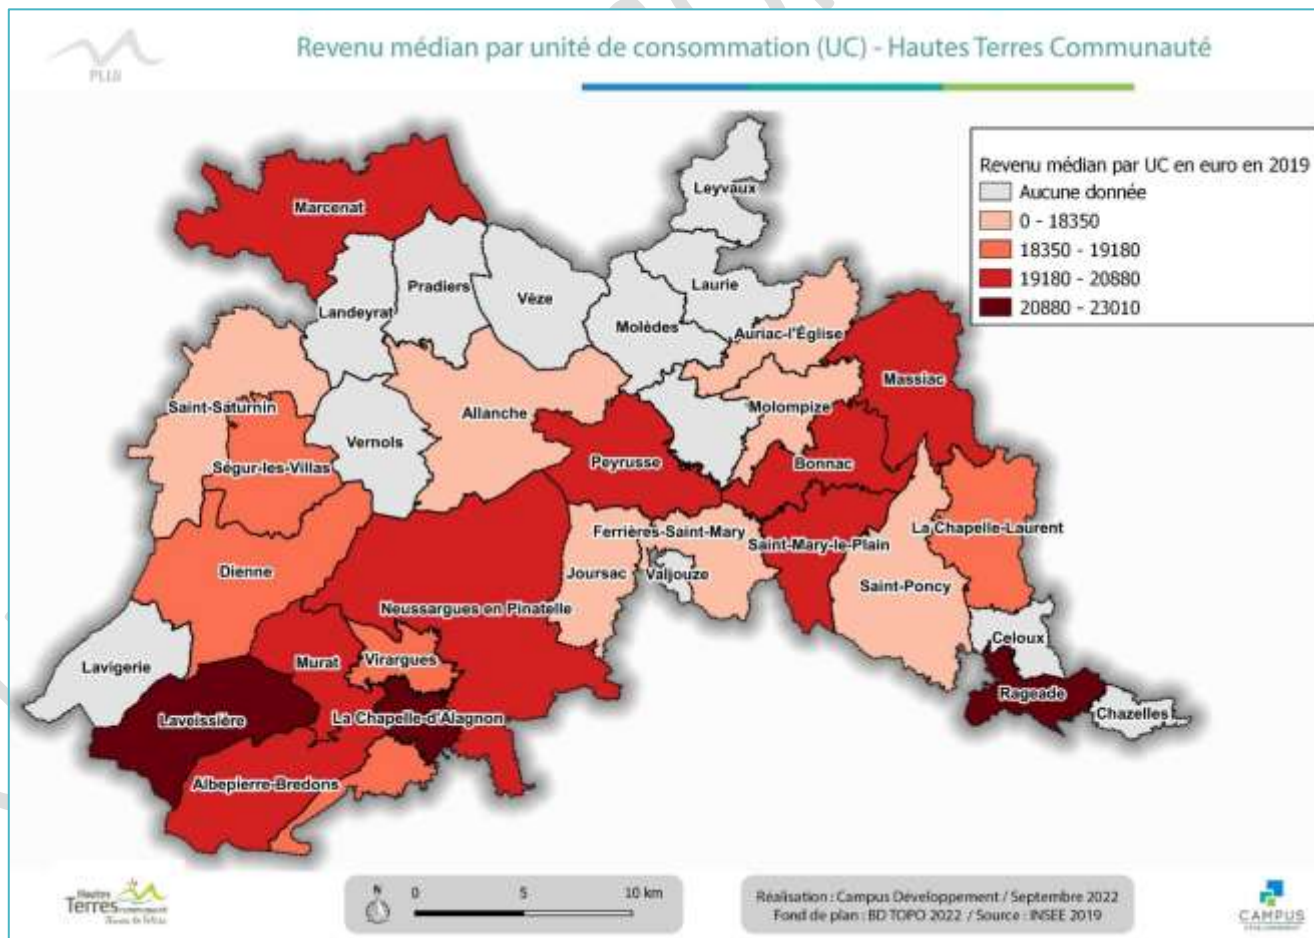 Revenu médian par unité de consommation (UC) - Hautes Terres Communauté
PLUi
Revenu médian par UC en euro en 2019
Aucune donnée
0 - 18350
18350 - 19180
19180 - 20880
20880 - 23010
Leyvaux
Marcenat
Pradiers
Laurie
Vèze
Landeyrat
Molèdes
Auriac-l'Église
Massiac
Saint-Saturnin
Allanche
Molompize
Vernols
Ségur-les-Villas
Peyrusse
Bonnac
La Chapelle-Laurent
Ferrières-Saint-Mary
Saint-Mary-le-Plain
Dienne
Joursac
Valjouze
Saint-Poncy
Neussargues en Pinatelle
Celoux
Lavigerie
Murat
Virargues
Rageade
Laveissière
La Chapelle-d'Alagnon
Chazelles
Albepierre-Bredons
Hautes
Terres
COMMUNAUTÉ
N
0 5 10 km
Réalisation : Campus Développement / Septembre 2022
Fond de plan : BD TOPO 2022 / Source : INSEE 2019
CAMPUS